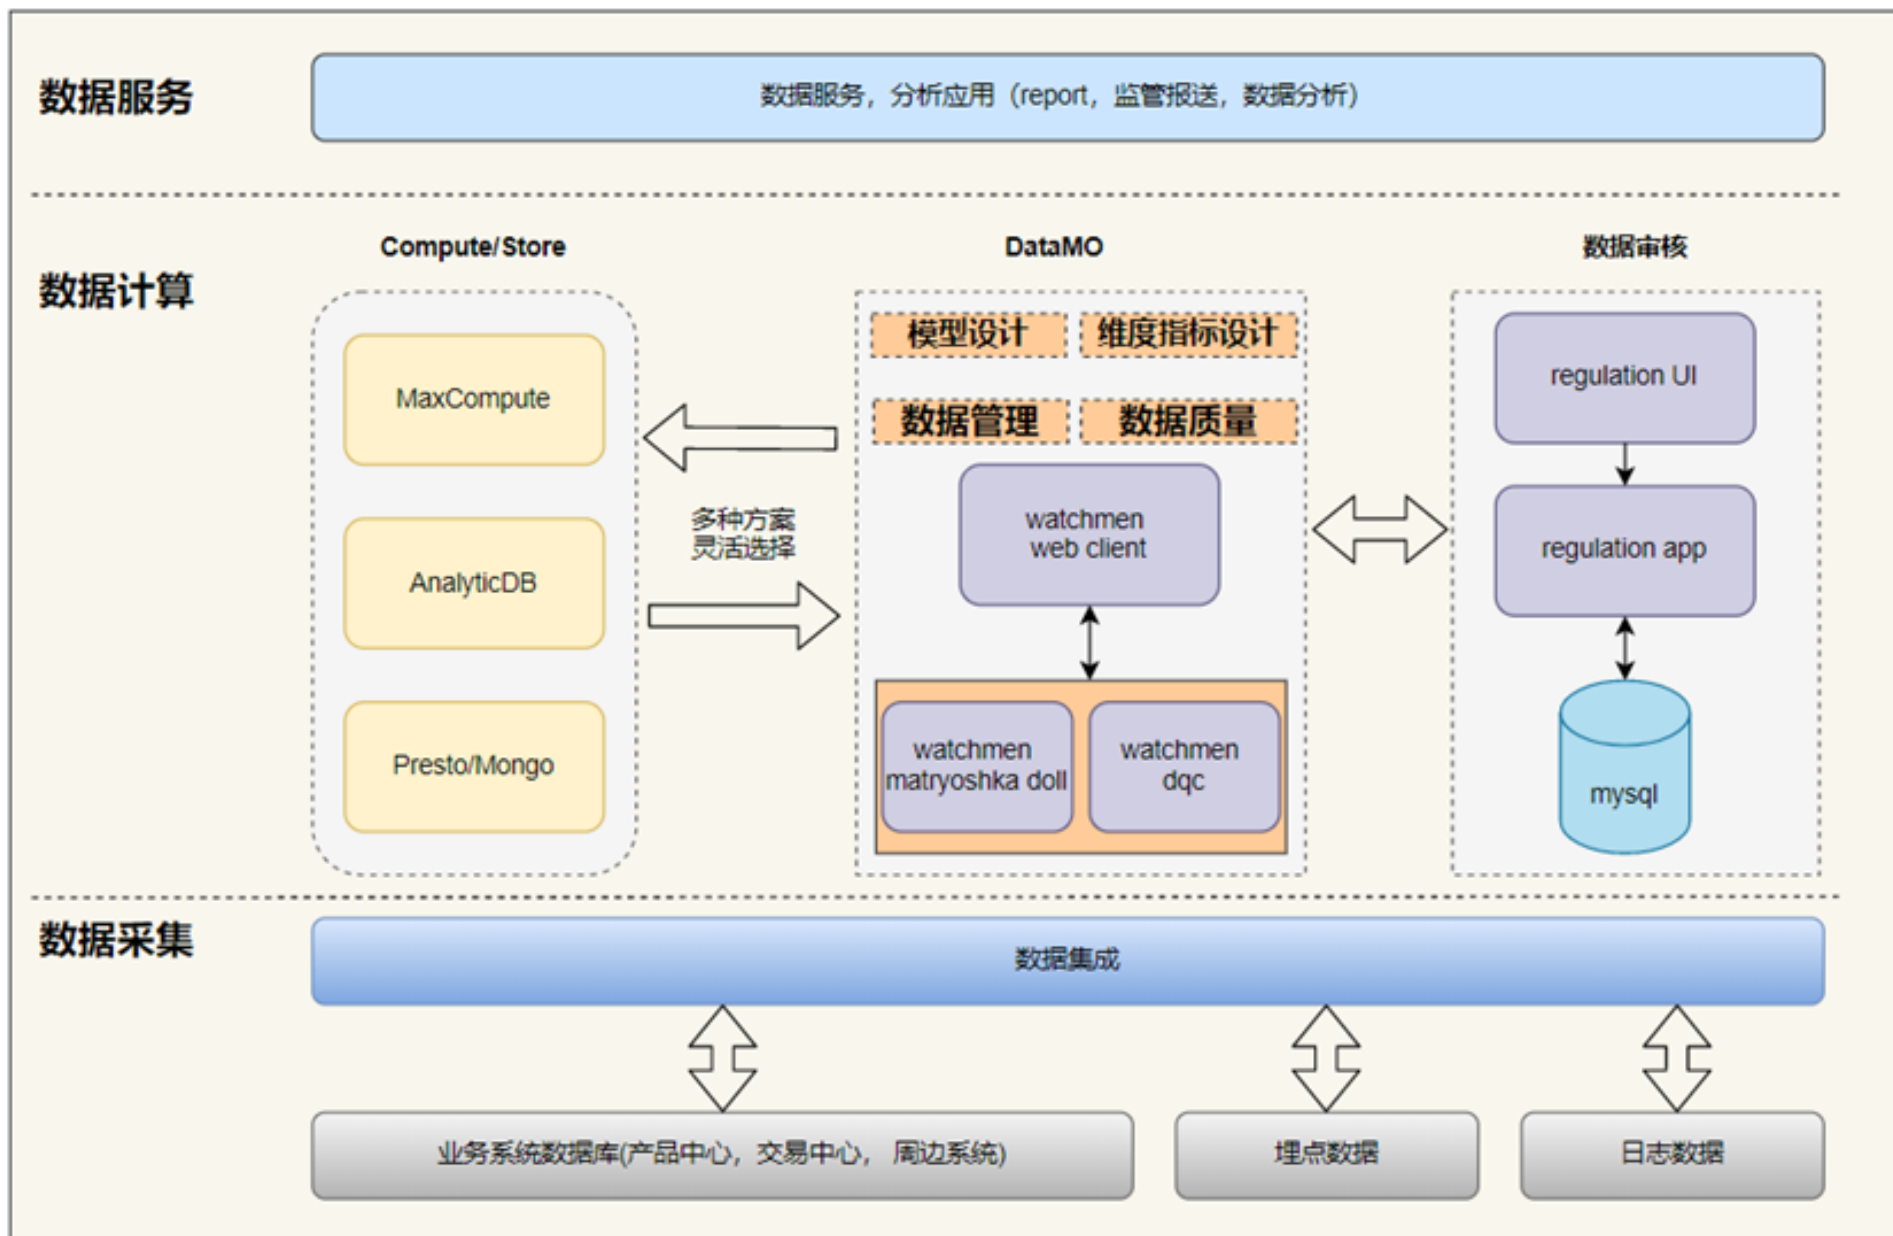 数据服务
数据服务，分析应用（report，监管报送，数据分析）
数据计算
Compute/Store
MaxCompute
AnalyticDB
Presto/Mongo
多种方案
灵活选择
DataMO
模型设计
维度指标设计
数据管理
数据质量
watchmen
web client
watchmen
matryoshka doll
watchmen
dqc
数据审核
regulation UI
regulation app
mysql
数据采集
数据集成
业务系统数据库(产品中心，交易中心， 周边系统)
埋点数据
日志数据